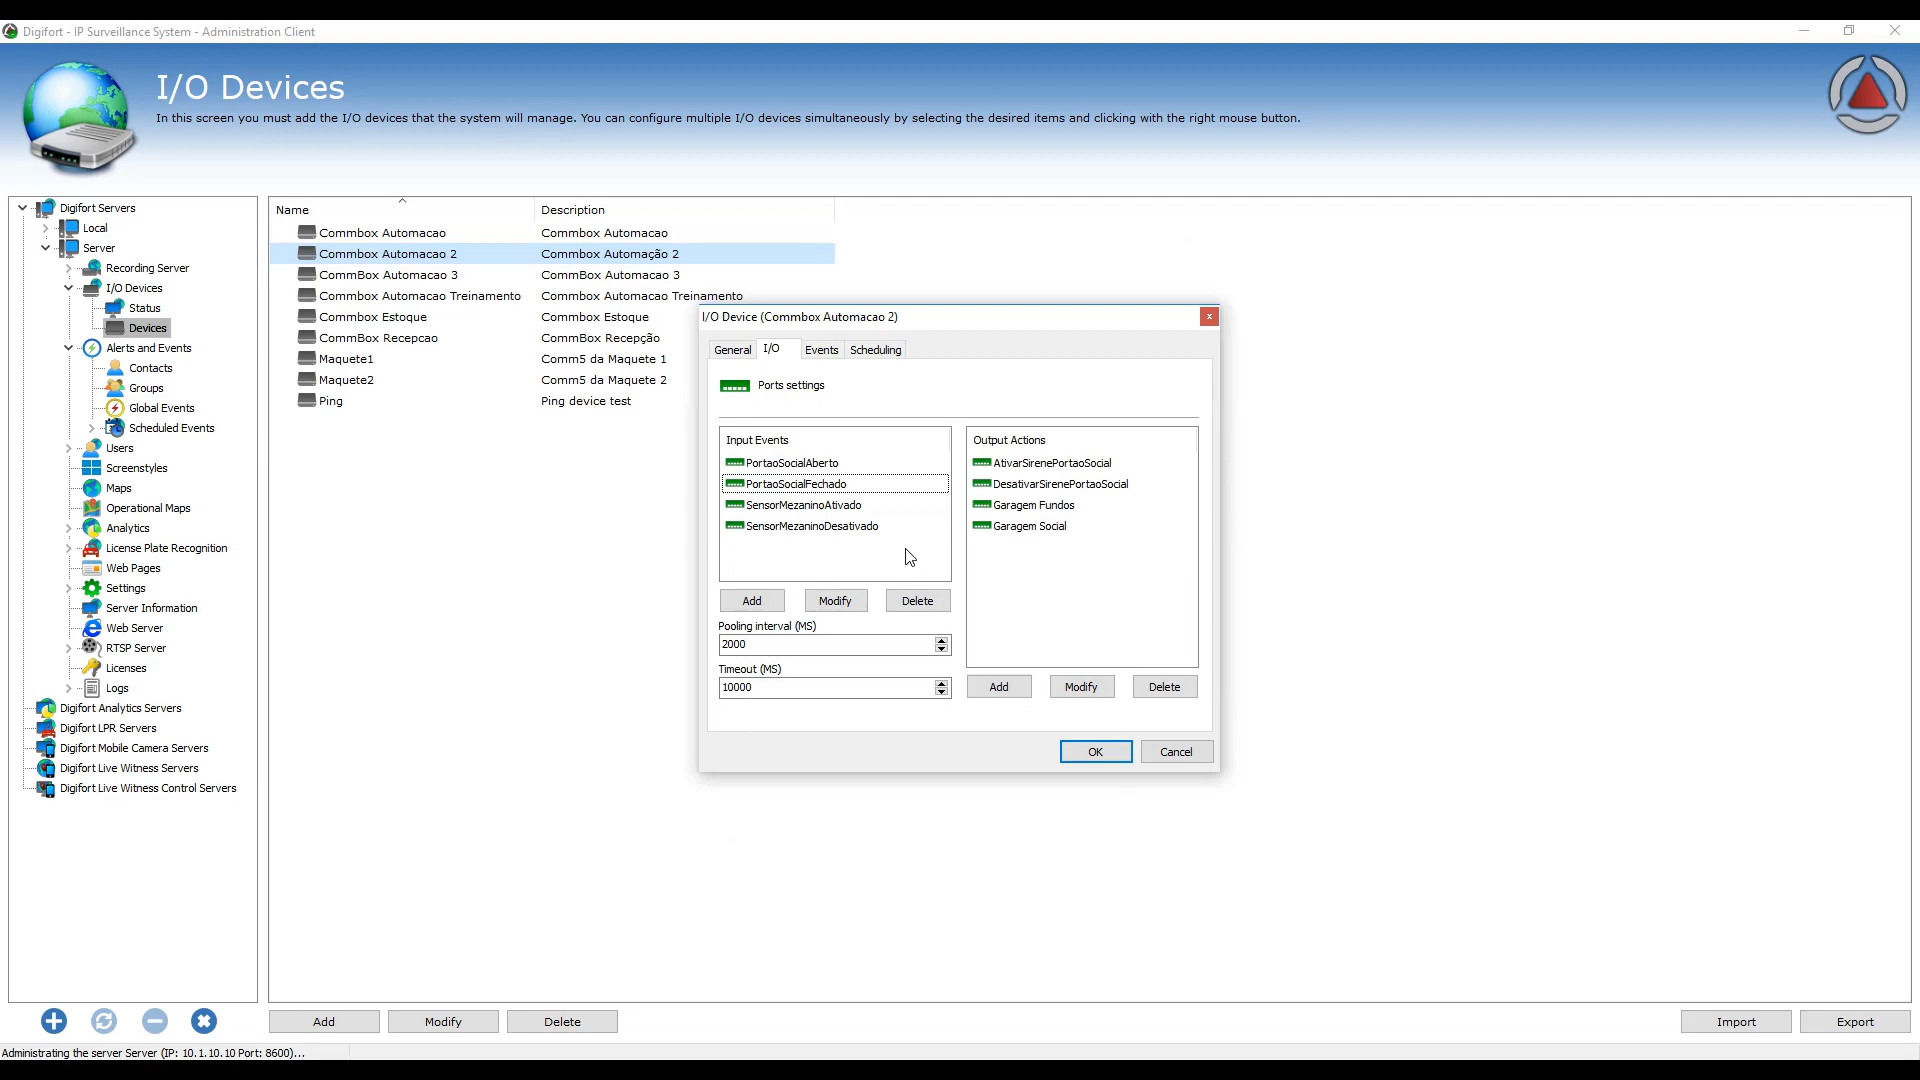 Digifort - IP Surveillance System - Administration Client
I/O Devices
In this screen you must add the I/O devices that the system will manage. You can configure multiple I/O devices simultaneously by selecting the desired items and clicking with the right mouse button.
Digifort Servers
Local
Server
Recording Server
I/O Devices
Status
Devices
Alerts and Events
Contacts
Groups
Global Events
Scheduled Events
Users
Screenstyles
Maps
Operational Maps
Analytics
License Plate Recognition
Web Pages
Settings
Server Information
Web Server
RTSP Server
Licenses
Logs
Digifort Analytics Servers
Digifort LPR Servers
Digifort Mobile Camera Servers
Digifort Live Witness Servers
Digifort Live Witness Control Servers
Name Description
Commbox Automacao Commbox Automacao
Commbox Automacao 2 Commbox Automação 2
CommBox Automacao 3 CommBox Automacao 3
Commbox Automacao Treinamento Commbox Automacao Treinamento
Commbox Estoque Commbox Estoque
CommBox Recepcao CommBox Recepção
Maquete1 Comm5 da Maquete 1
Maquete2 Comm5 da Maquete 2
Ping Ping device test
I/O Device (Commbox Automacao 2)
General I/O Events Scheduling
Ports settings
Input Events
PortaoSocialAberto
PortaoSocialFechado
SensorMezaninoAtivado
SensorMezaninoDesativado
Add Modify Delete
Pooling interval (MS)
2000
Timeout (MS)
10000
Output Actions
AtivarSirenePortaoSocial
DesativarSirenePortaoSocial
Garagem Fundos
Garagem Social
Add Modify Delete
OK Cancel
Add Modify Delete Import Export
Administrating the server Server (IP: 10.1.10.10 Port: 8600)...